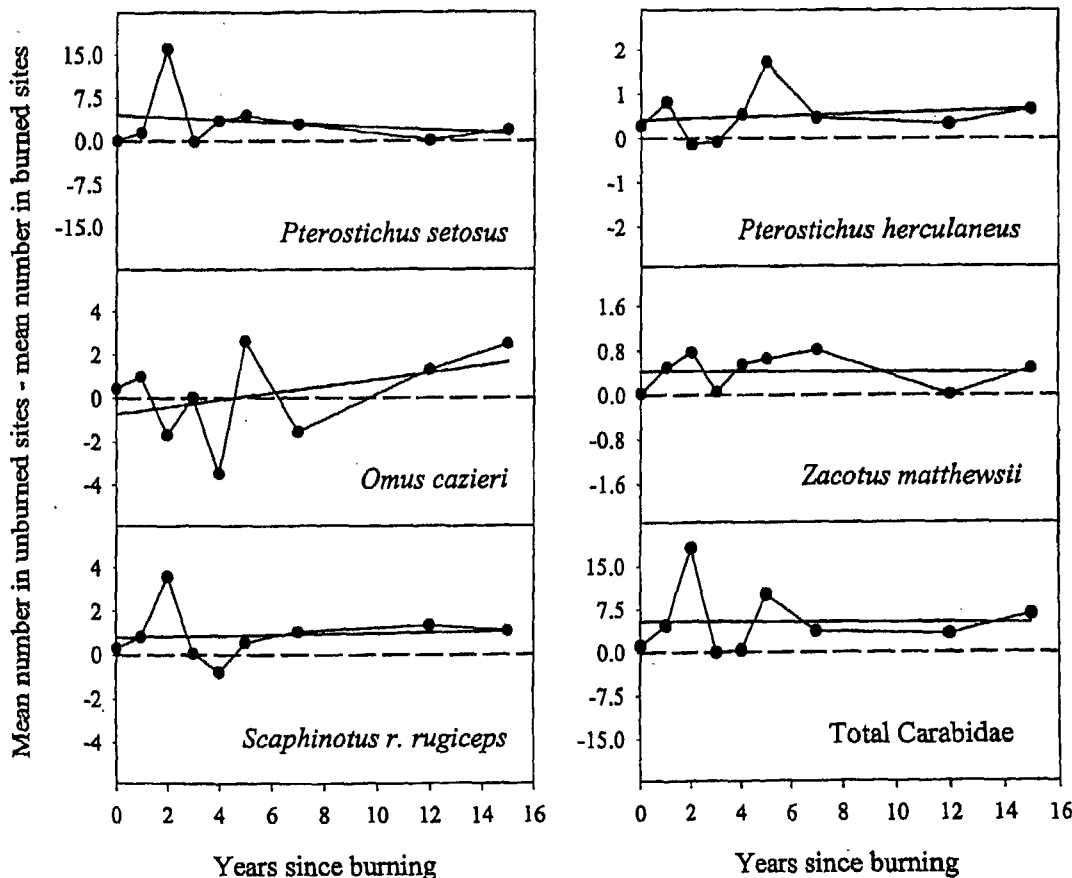 Mean number in unburned sites - mean number in burned sites
15.0
7.5
0.0
-7.5
-15.0
Pterostichus setosus
4
2
0
-2
-4
Omus cazieri
4
2
0
-2
-4
Scaphinotus r. rugiceps
0 2 4 6 8 10 12 14 16
Years since burning
2
1
0
-1
-2
Pterostichus herculaneus
1.6
0.8
0.0
-0.8
-1.6
Zacotus matthewsii
15.0
7.5
0.0
-7.5
-15.0
Total Carabidae
0 2 4 6 8 10 12 14 16
Years since burning